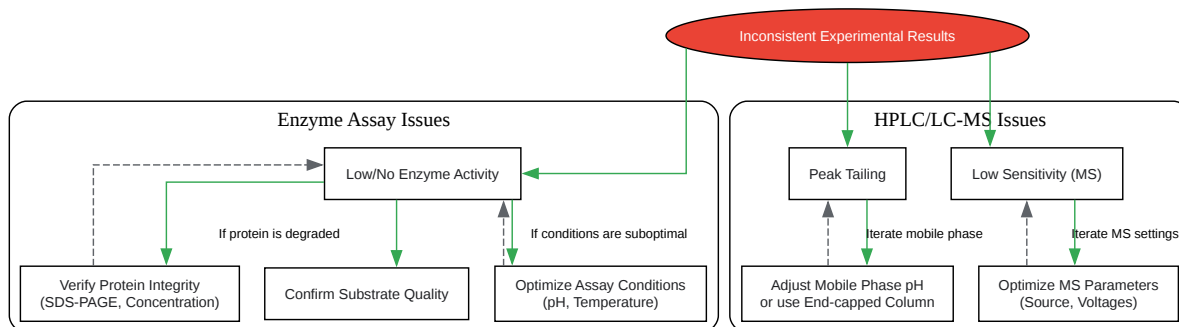 Inconsistent Experimental Results
Enzyme Assay Issues
HPLC/LC-MS Issues
Low/No Enzyme Activity
Peak Tailing
Low Sensitivity (MS)
If protein is degraded
If conditions are suboptimal
Iterate mobile phase
Iterate MS settings
Verify Protein Integrity
(SDS-PAGE, Concentration)
Confirm Substrate Quality
Optimize Assay Conditions
(pH, Temperature)
Adjust Mobile Phase pH
or use End-capped Column
Optimize MS Parameters
(Source, Voltages)